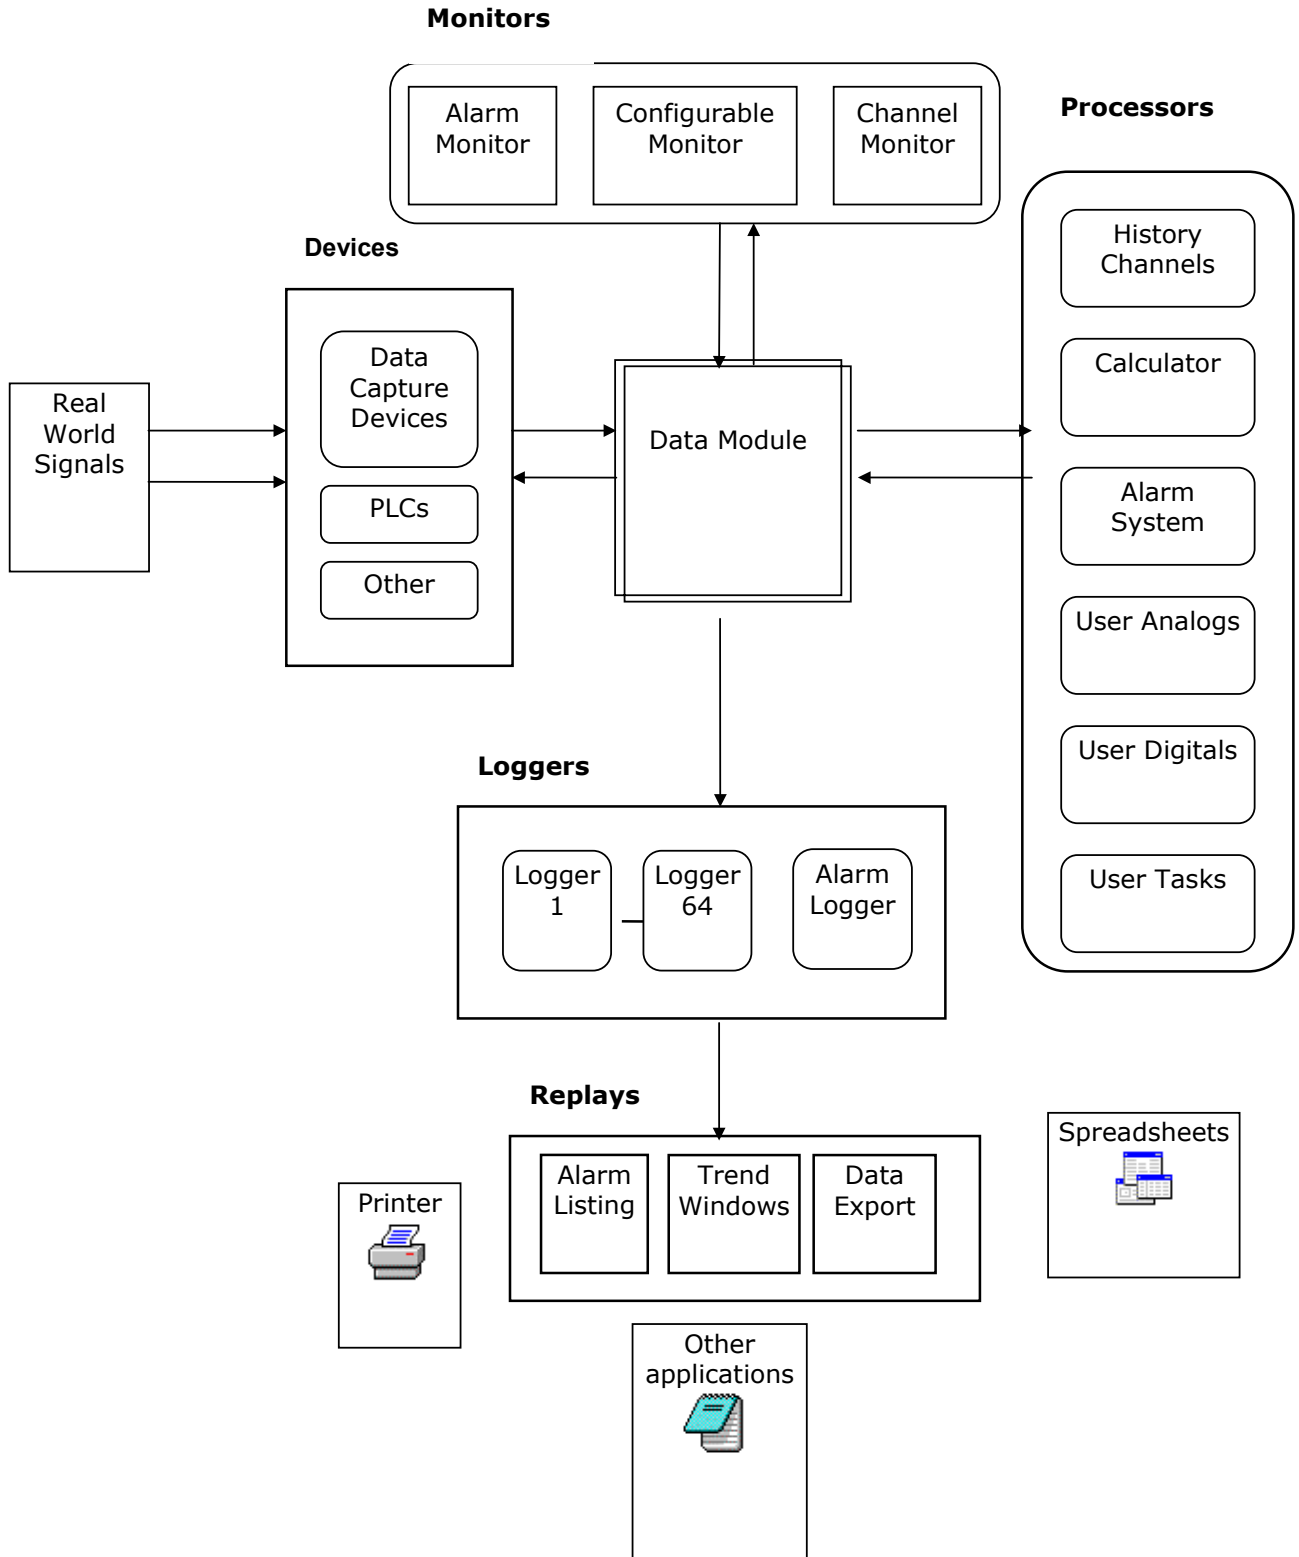 Monitors
Alarm
Monitor
Configurable
Monitor
Channel
Monitor
Processors
History
Channels
Calculator
Alarm
System
User Analogs
User Digitals
User Tasks
Devices
Data
Capture
Devices
PLCs
Other
Real
World
Signals
Data Module
Loggers
Logger
1
Logger
64
Alarm
Logger
Replays
Alarm
Listing
Trend
Windows
Data
Export
Spreadsheets
Printer
Other
applications